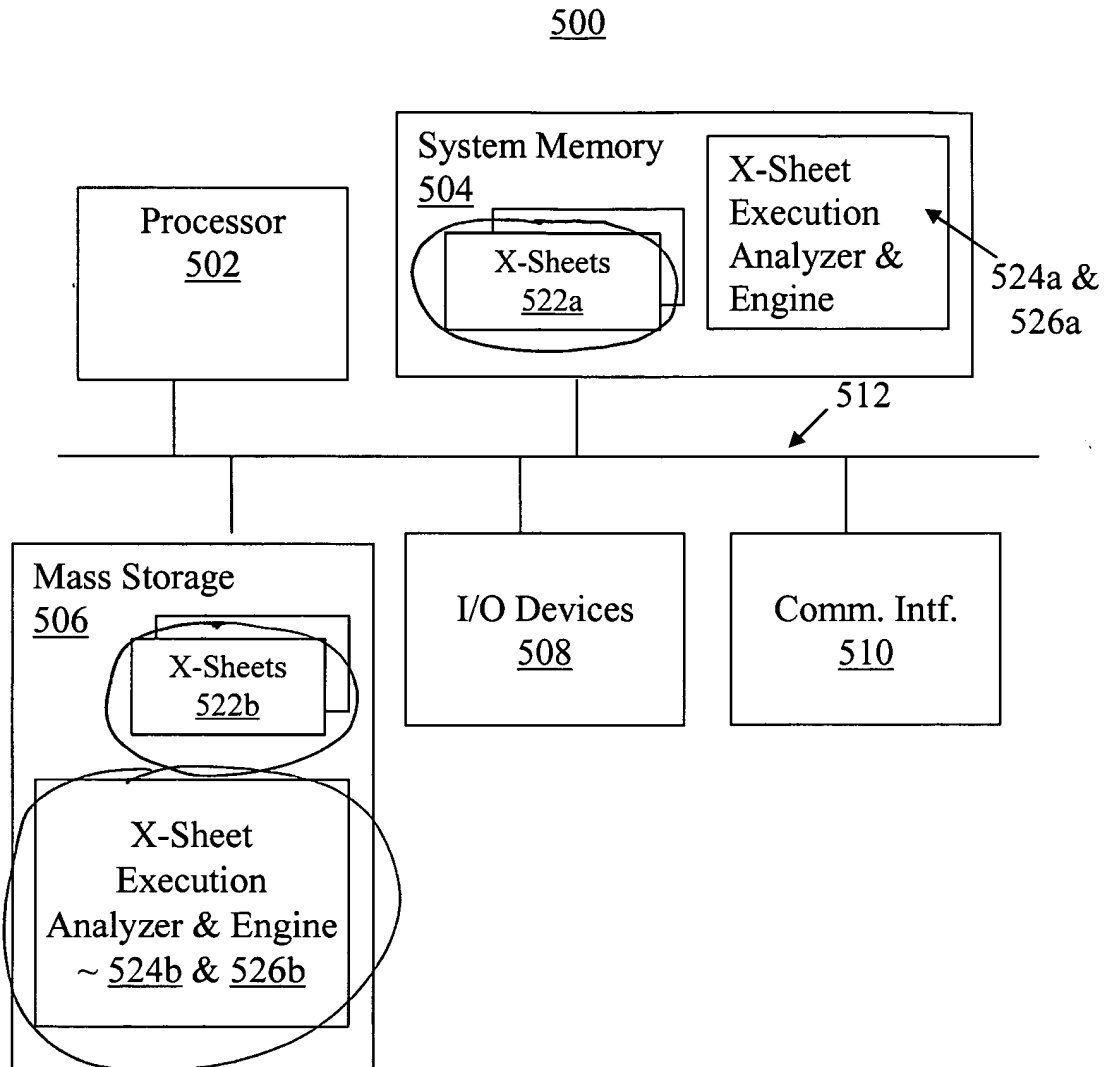 500
System Memory
504
X-Sheets
522a
X-Sheet
Execution
Analyzer &
Engine
524a &
526a
Processor
502
512
Mass Storage
506
X-Sheets
522b
X-Sheet
Execution
Analyzer & Engine
~ 524b & 526b
I/O Devices
508
Comm. Intf.
510